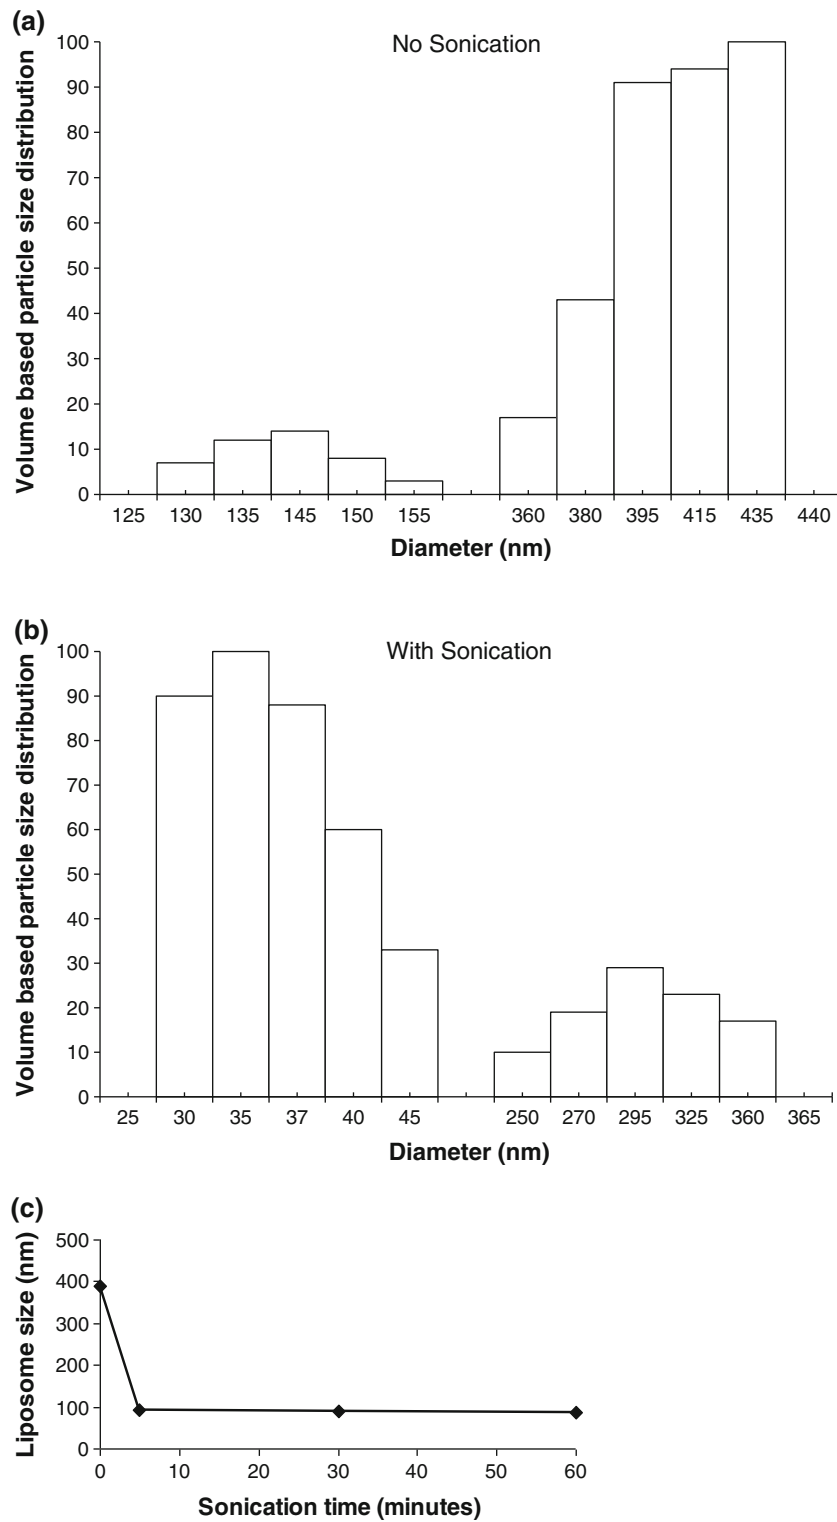 (a)
No Sonication
Volume based particle size distribution
100
90
80
70
60
50
40
30
20
10
0
125 130 135 145 150 155 360 380 395 415 435 440
Diameter (nm)
(b)
With Sonication
Volume based particle size distribution
100
90
80
70
60
50
40
30
20
10
0
25 30 35 37 40 45 250 270 295 325 360 365
Diameter (nm)
(c)
Liposome size (nm)
500
400
300
200
100
0
0 10 20 30 40 50 60
Sonication time (minutes)